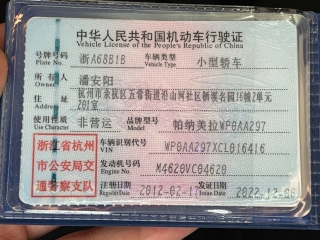 中华人民共和国机动车行驶证
Vehicle License of the People's Republic of China
号牌号码 浙A68B1B 车辆类型 小型轿车
Plate No. Vehicle Type
所有人 潘安阳
Owner
住址 杭州市余杭区五常街道沿山河社区栖溪名园16幢2单元
Address 201室
使用性质 非营运 品牌型号 帕纳美拉WP0AA297
Use Character Model
浙江省杭州 车辆识别代号 WP0AA297XCL016416
VIN
市公安局交 发动机号码 M4620VC04629
Engine No.
通警察支队 注册日期 2012-02-17 发证日期 2022-12-06
Register Date Issue Date